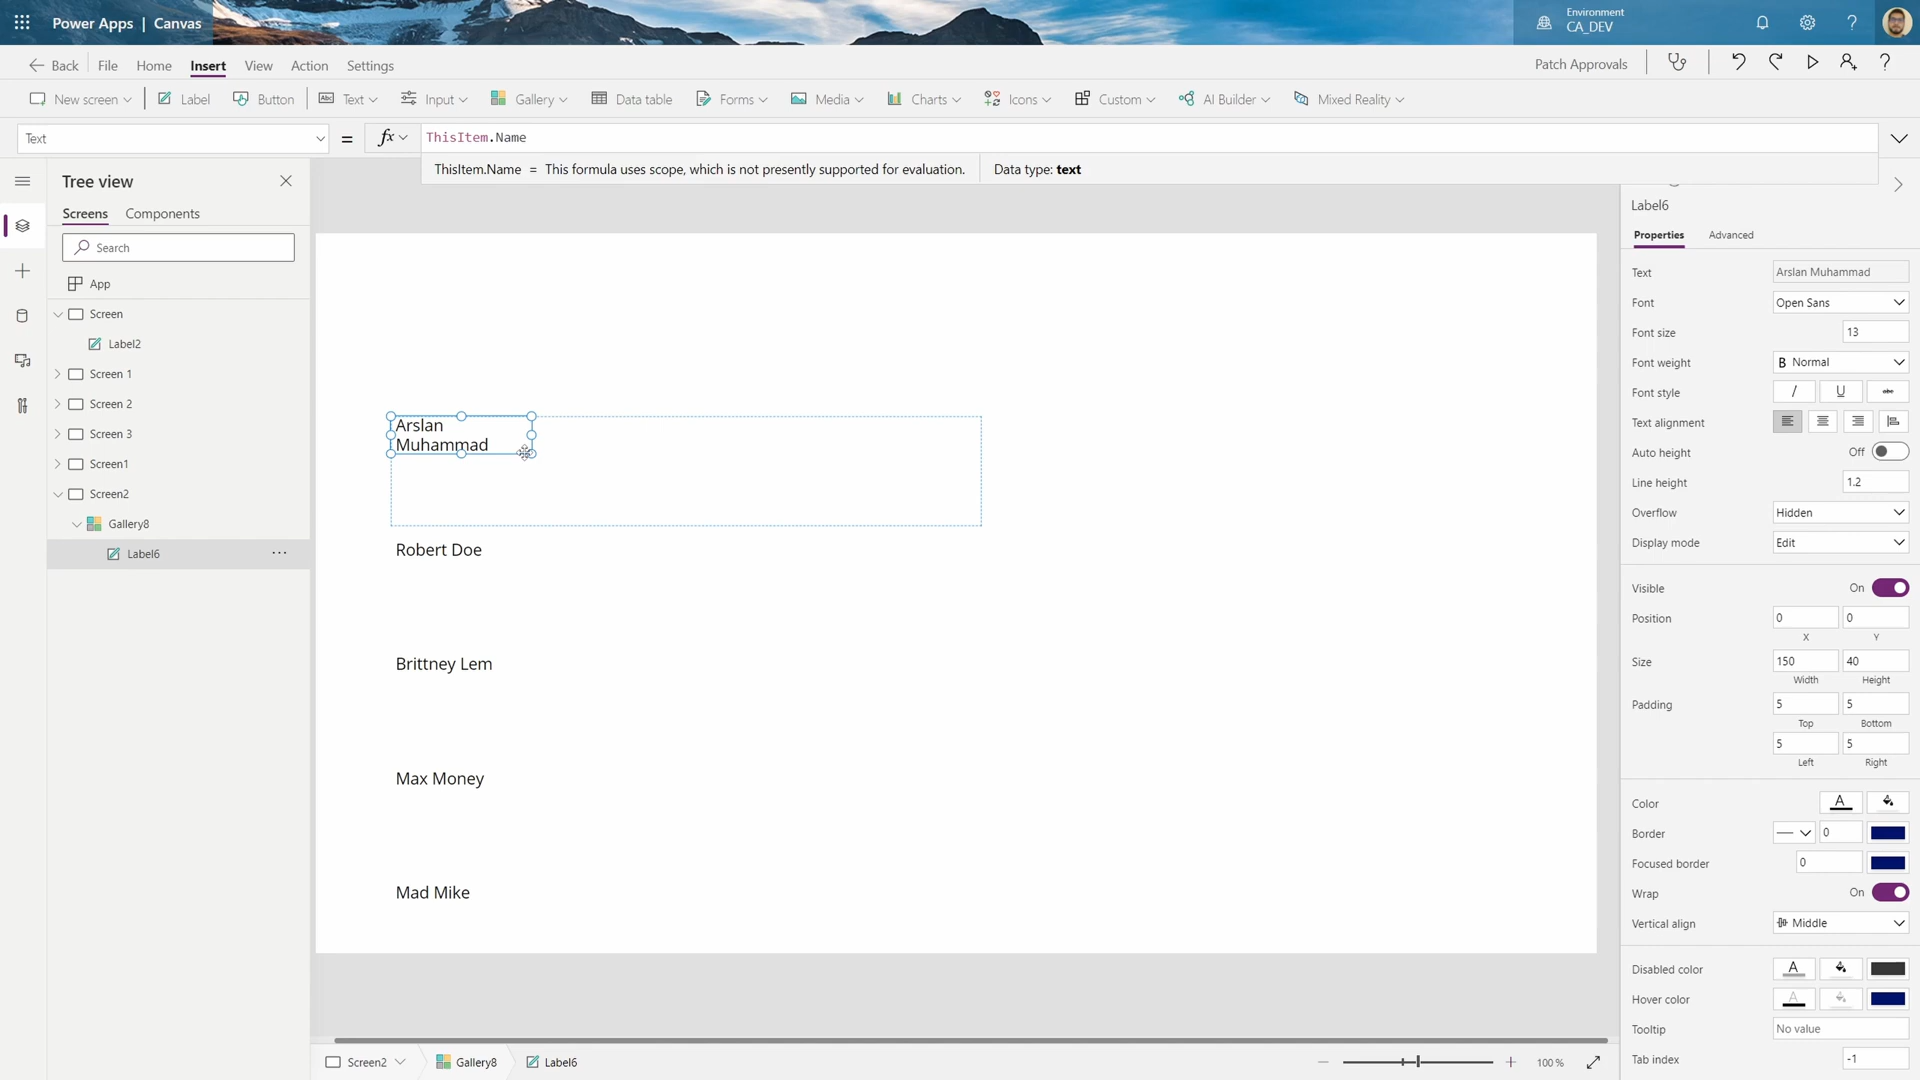 Power Apps | Canvas
Environment
CA_DEV
Back
File
Home
Insert
View
Action
Settings
Patch Approvals
New screen
Label
Button
Text
Input
Gallery
Data table
Forms
Media
Charts
Icons
Custom
AI Builder
Mixed Reality
Text
=
fx
ThisItem.Name
ThisItem.Name = This formula uses scope, which is not presently supported for evaluation.
Data type: text
Tree view
Screens
Components
Search
App
Screen
Label2
Screen 1
Screen 2
Screen 3
Screen1
Screen2
Gallery8
Label6
Arslan
Muhammad
Robert Doe
Brittney Lem
Max Money
Mad Mike
Label6
Properties
Advanced
Text
Arslan Muhammad
Font
Open Sans
Font size
13
Font weight
B Normal
Font style
/ U abc
Text alignment
Auto height
Off
Line height
1.2
Overflow
Hidden
Display mode
Edit
Visible
On
Position
0 0
X Y
Size
150 40
Width Height
Padding
5 5
Top Bottom
5 5
Left Right
Color
A
Border
0
Focused border
0
Wrap
On
Vertical align
Middle
Disabled color
A
Hover color
A
Tooltip
No value
Tab index
-1
Screen2
Gallery8
Label6
100 %